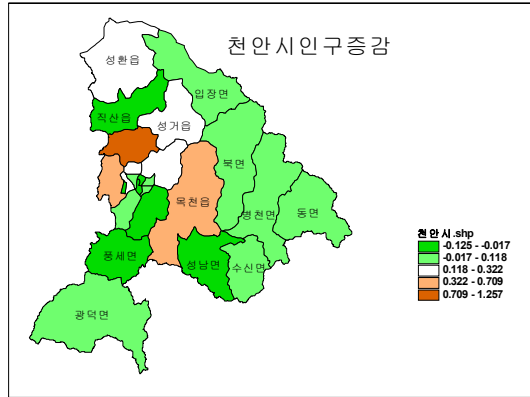 천안시인구증감
성환읍
입장면
직산읍
성거읍
북면
목천읍
병천면
동면
풍세면
성남면
수신면
광덕면
천안시.shp
-0.125 - -0.017
-0.017 - 0.118
0.118 - 0.322
0.322 - 0.709
0.709 - 1.257